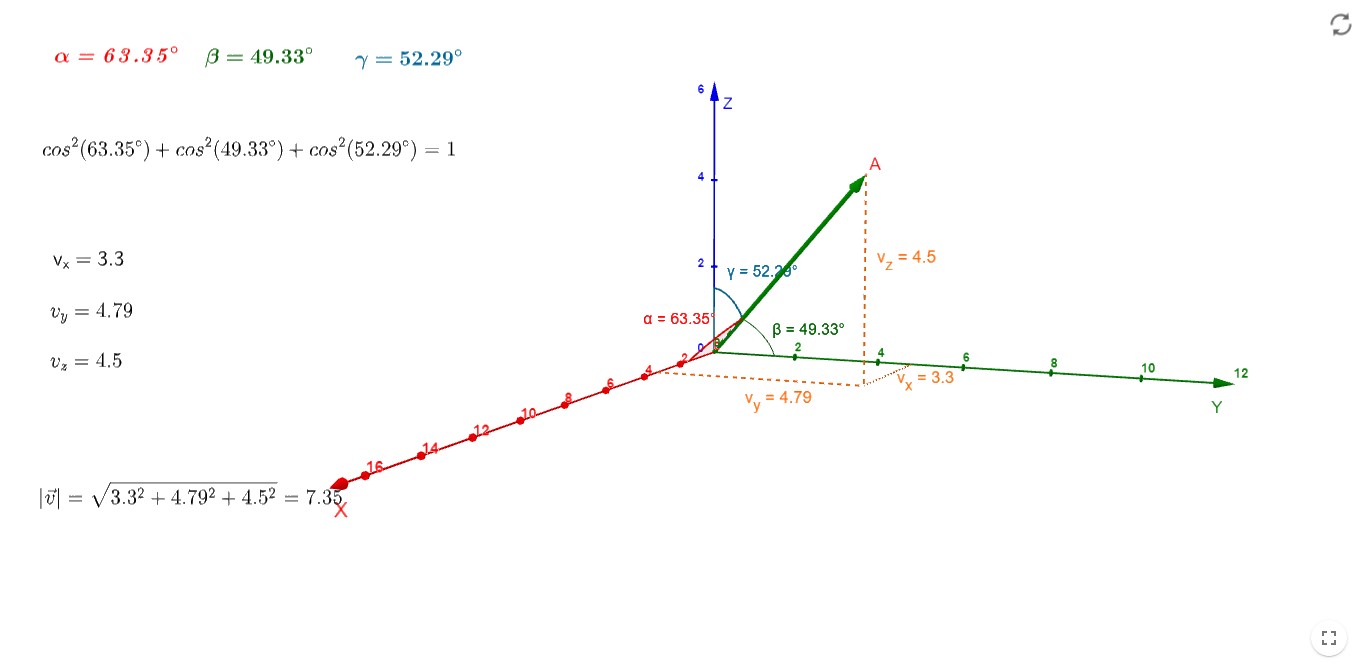 α = 63.35° β = 49.33° γ = 52.29°
cos²(63.35°) + cos²(49.33°) + cos²(52.29°) = 1
vₓ = 3.3
v_y = 4.79
v_z = 4.5
|v⃗| = √(3.3² + 4.79² + 4.5²) = 7.35
6
Z
A
4
v_z = 4.5
2
γ = 52.29°
α = 63.35°
β = 49.33°
0
2 4 6 8 10 12
Y
vₓ = 3.3
v_y = 4.79
2 4 6 8 10 12 14 16
X